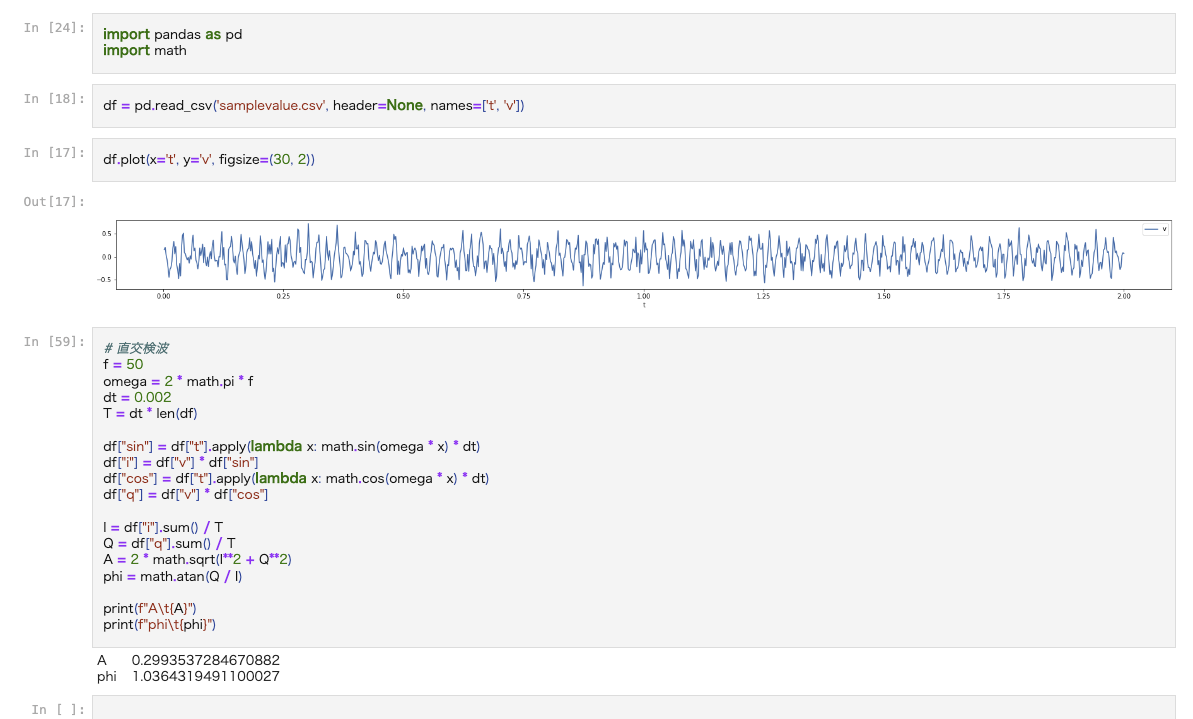 In [24]:
import pandas as pd
import math
In [18]:
df = pd.read_csv('samplevalue.csv', header=None, names=['t', 'v'])
In [17]:
df.plot(x='t', y='v', figsize=(30, 2))
Out[17]:
v
0.5
0.0
−0.5
0.00 0.25 0.50 0.75 1.00 1.25 1.50 1.75 2.00
t
In [59]:
# 直交検波
f = 50
omega = 2 * math.pi * f
dt = 0.002
T = dt * len(df)
df["sin"] = df["t"].apply(lambda x: math.sin(omega * x) * dt)
df["i"] = df["v"] * df["sin"]
df["cos"] = df["t"].apply(lambda x: math.cos(omega * x) * dt)
df["q"] = df["v"] * df["cos"]
I = df["i"].sum() / T
Q = df["q"].sum() / T
A = 2 * math.sqrt(I**2 + Q**2)
phi = math.atan(Q / I)
print(f"A\t{A}")
print(f"phi\t{phi}")
A 0.2993537284670882
phi 1.0364319491100027
In [ ]: